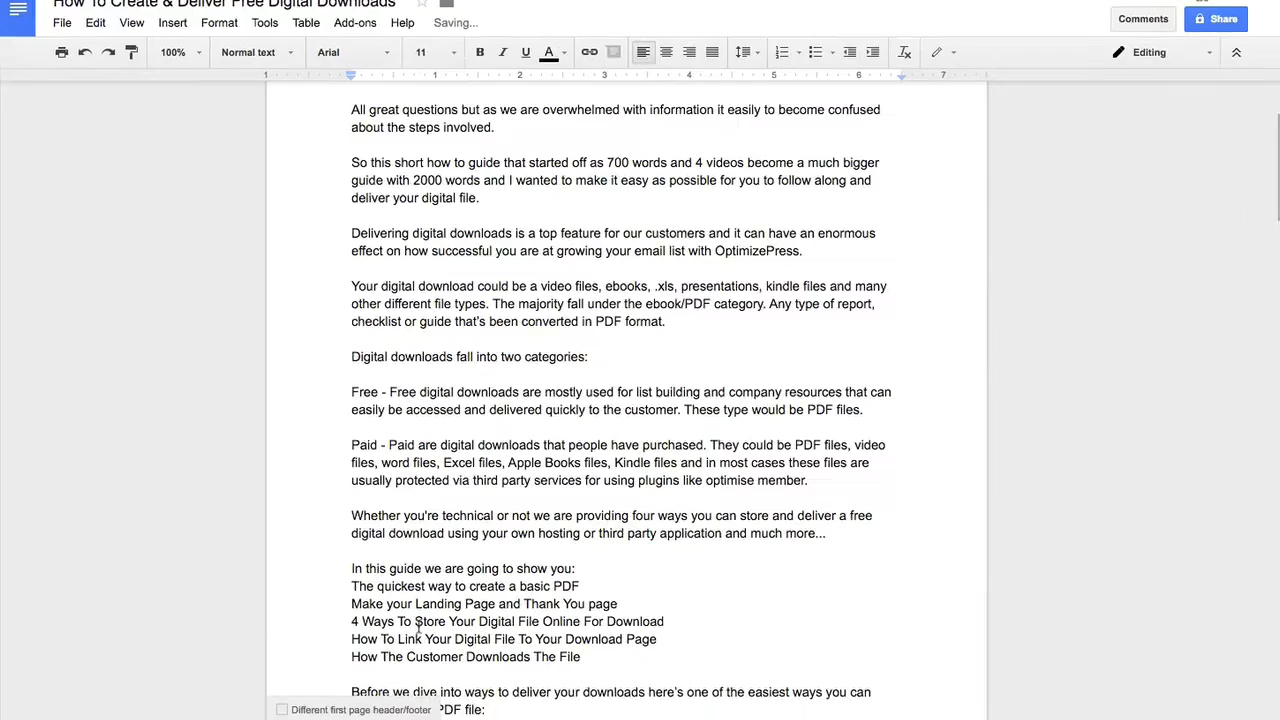 How To Create & Deliver Free Digital Downloads
File Edit View Insert Format Tools Table Add-ons Help Saving...
Comments Share
100% Normal text Arial 11 B I U A Editing
1 1 2 3 4 5 6 7
All great questions but as we are overwhelmed with information it easily to become confused
about the steps involved.
So this short how to guide that started off as 700 words and 4 videos become a much bigger
guide with 2000 words and I wanted to make it easy as possible for you to follow along and
deliver your digital file.
Delivering digital downloads is a top feature for our customers and it can have an enormous
effect on how successful you are at growing your email list with OptimizePress.
Your digital download could be a video files, ebooks, .xls, presentations, kindle files and many
other different file types. The majority fall under the ebook/PDF category. Any type of report,
checklist or guide that's been converted in PDF format.
Digital downloads fall into two categories:
Free - Free digital downloads are mostly used for list building and company resources that can
easily be accessed and delivered quickly to the customer. These type would be PDF files.
Paid - Paid are digital downloads that people have purchased. They could be PDF files, video
files, word files, Excel files, Apple Books files, Kindle files and in most cases these files are
usually protected via third party services for using plugins like optimise member.
Whether you're technical or not we are providing four ways you can store and deliver a free
digital download using your own hosting or third party application and much more...
In this guide we are going to show you:
The quickest way to create a basic PDF
Make your Landing Page and Thank You page
4 Ways To Store Your Digital File Online For Download
How To Link Your Digital File To Your Download Page
How The Customer Downloads The File
Before we dive into ways to deliver your downloads here's one of the easiest ways you can
PDF file:
Different first page header/footer